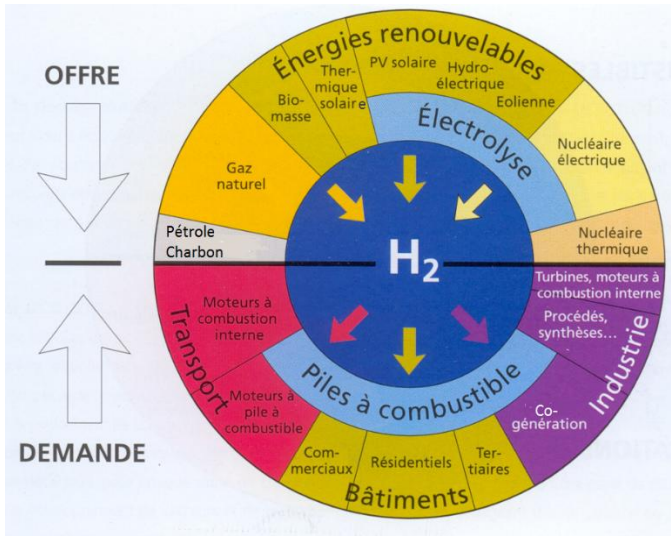 OFFRE
Énergies renouvelables
PV solaire
Hydro-
électrique
Eolienne
Ther-
mique
solaire
Bio-
masse
Électrolyse
Nucléaire
électrique
Gaz
naturel
Pétrole
Charbon
Nucléaire
thermique
H2
Turbines, moteurs à
combustion interne
Procédés,
synthèses...
Industrie
Moteurs à
combustion
interne
Transport
Piles à combustible
Moteurs à
pile à
combustible
Co-
génération
DEMANDE
Com-
merciaux
Résidentiels
Ter-
tiaires
Bâtiments